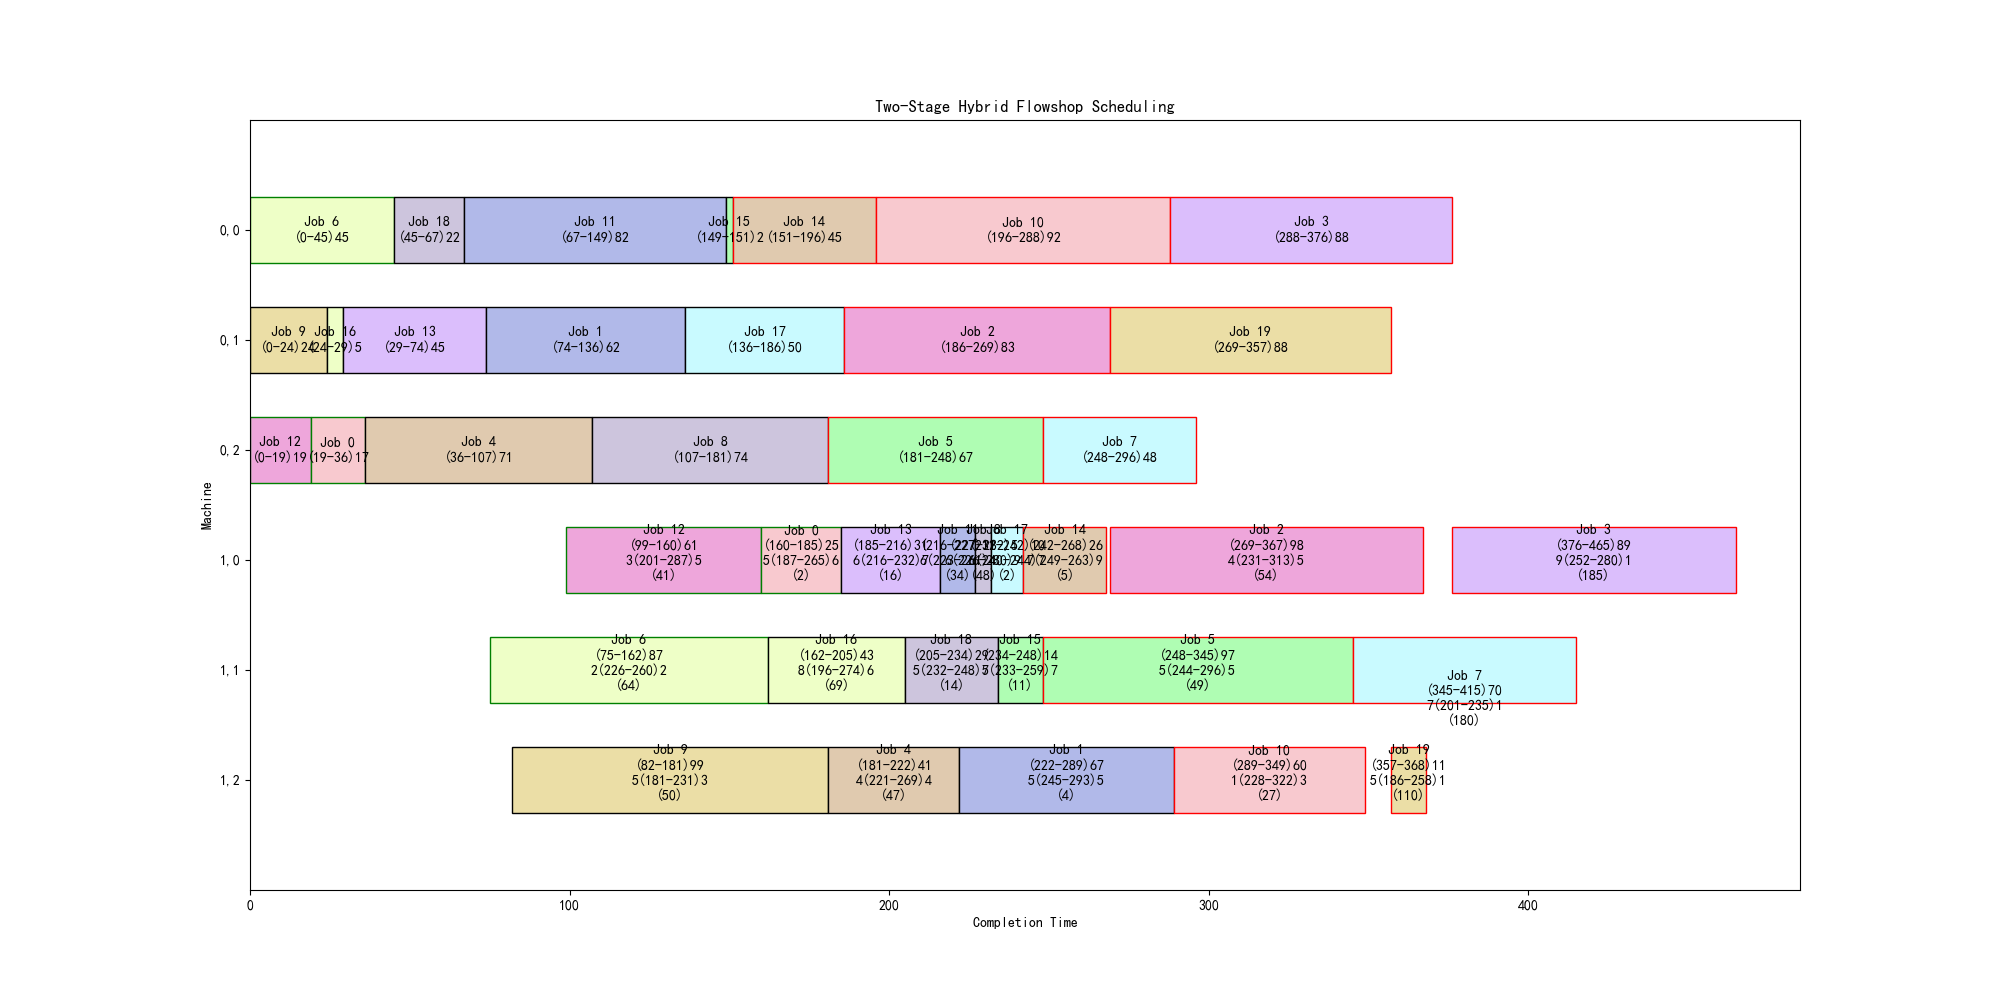 Two-Stage Hybrid Flowshop Scheduling
0,0
Job 6
(0-45)45
Job 18
(45-67)22
Job 11
(67-149)82
Job 15
(149-151)2
Job 14
(151-196)45
Job 10
(196-288)92
Job 3
(288-376)88
0,1
Job 9
(0-24)24
Job 16
(24-29)5
Job 13
(29-74)45
Job 1
(74-136)62
Job 17
(136-186)50
Job 2
(186-269)83
Job 19
(269-357)88
0,2
Job 12
(0-19)19
Job 0
(19-36)17
Job 4
(36-107)71
Job 8
(107-181)74
Job 5
(181-248)67
Job 7
(248-296)48
1,0
Job 12
(99-160)61
3(201-287)5
(41)
Job 0
(160-185)25
5(187-265)6
(2)
Job 13
(185-216)31
6(216-232)6
(16)
(34)
(48)
17
(2)
Job 14
(242-268)26
7(249-263)9
(5)
Job 2
(269-367)98
4(231-313)5
(54)
Job 3
(376-465)89
9(252-280)1
(185)
1,1
Job 6
(75-162)87
2(226-260)2
(64)
Job 16
(162-205)43
8(196-274)6
(69)
Job 18
(205-234)29
5(232-248)
(14)
Job 15
(234-248)14
(233-259)7
(11)
Job 5
(248-345)97
5(244-296)5
(49)
Job 7
(345-415)70
7(201-235)1
(180)
1,2
Job 9
(82-181)99
5(181-231)3
(50)
Job 4
(181-222)41
4(221-269)4
(47)
Job 1
(222-289)67
5(245-293)5
(4)
Job 10
(289-349)60
1(228-322)3
(27)
Job 19
(357-368)11
5(186-258)1
(110)
Machine
0
100
200
300
400
Completion Time